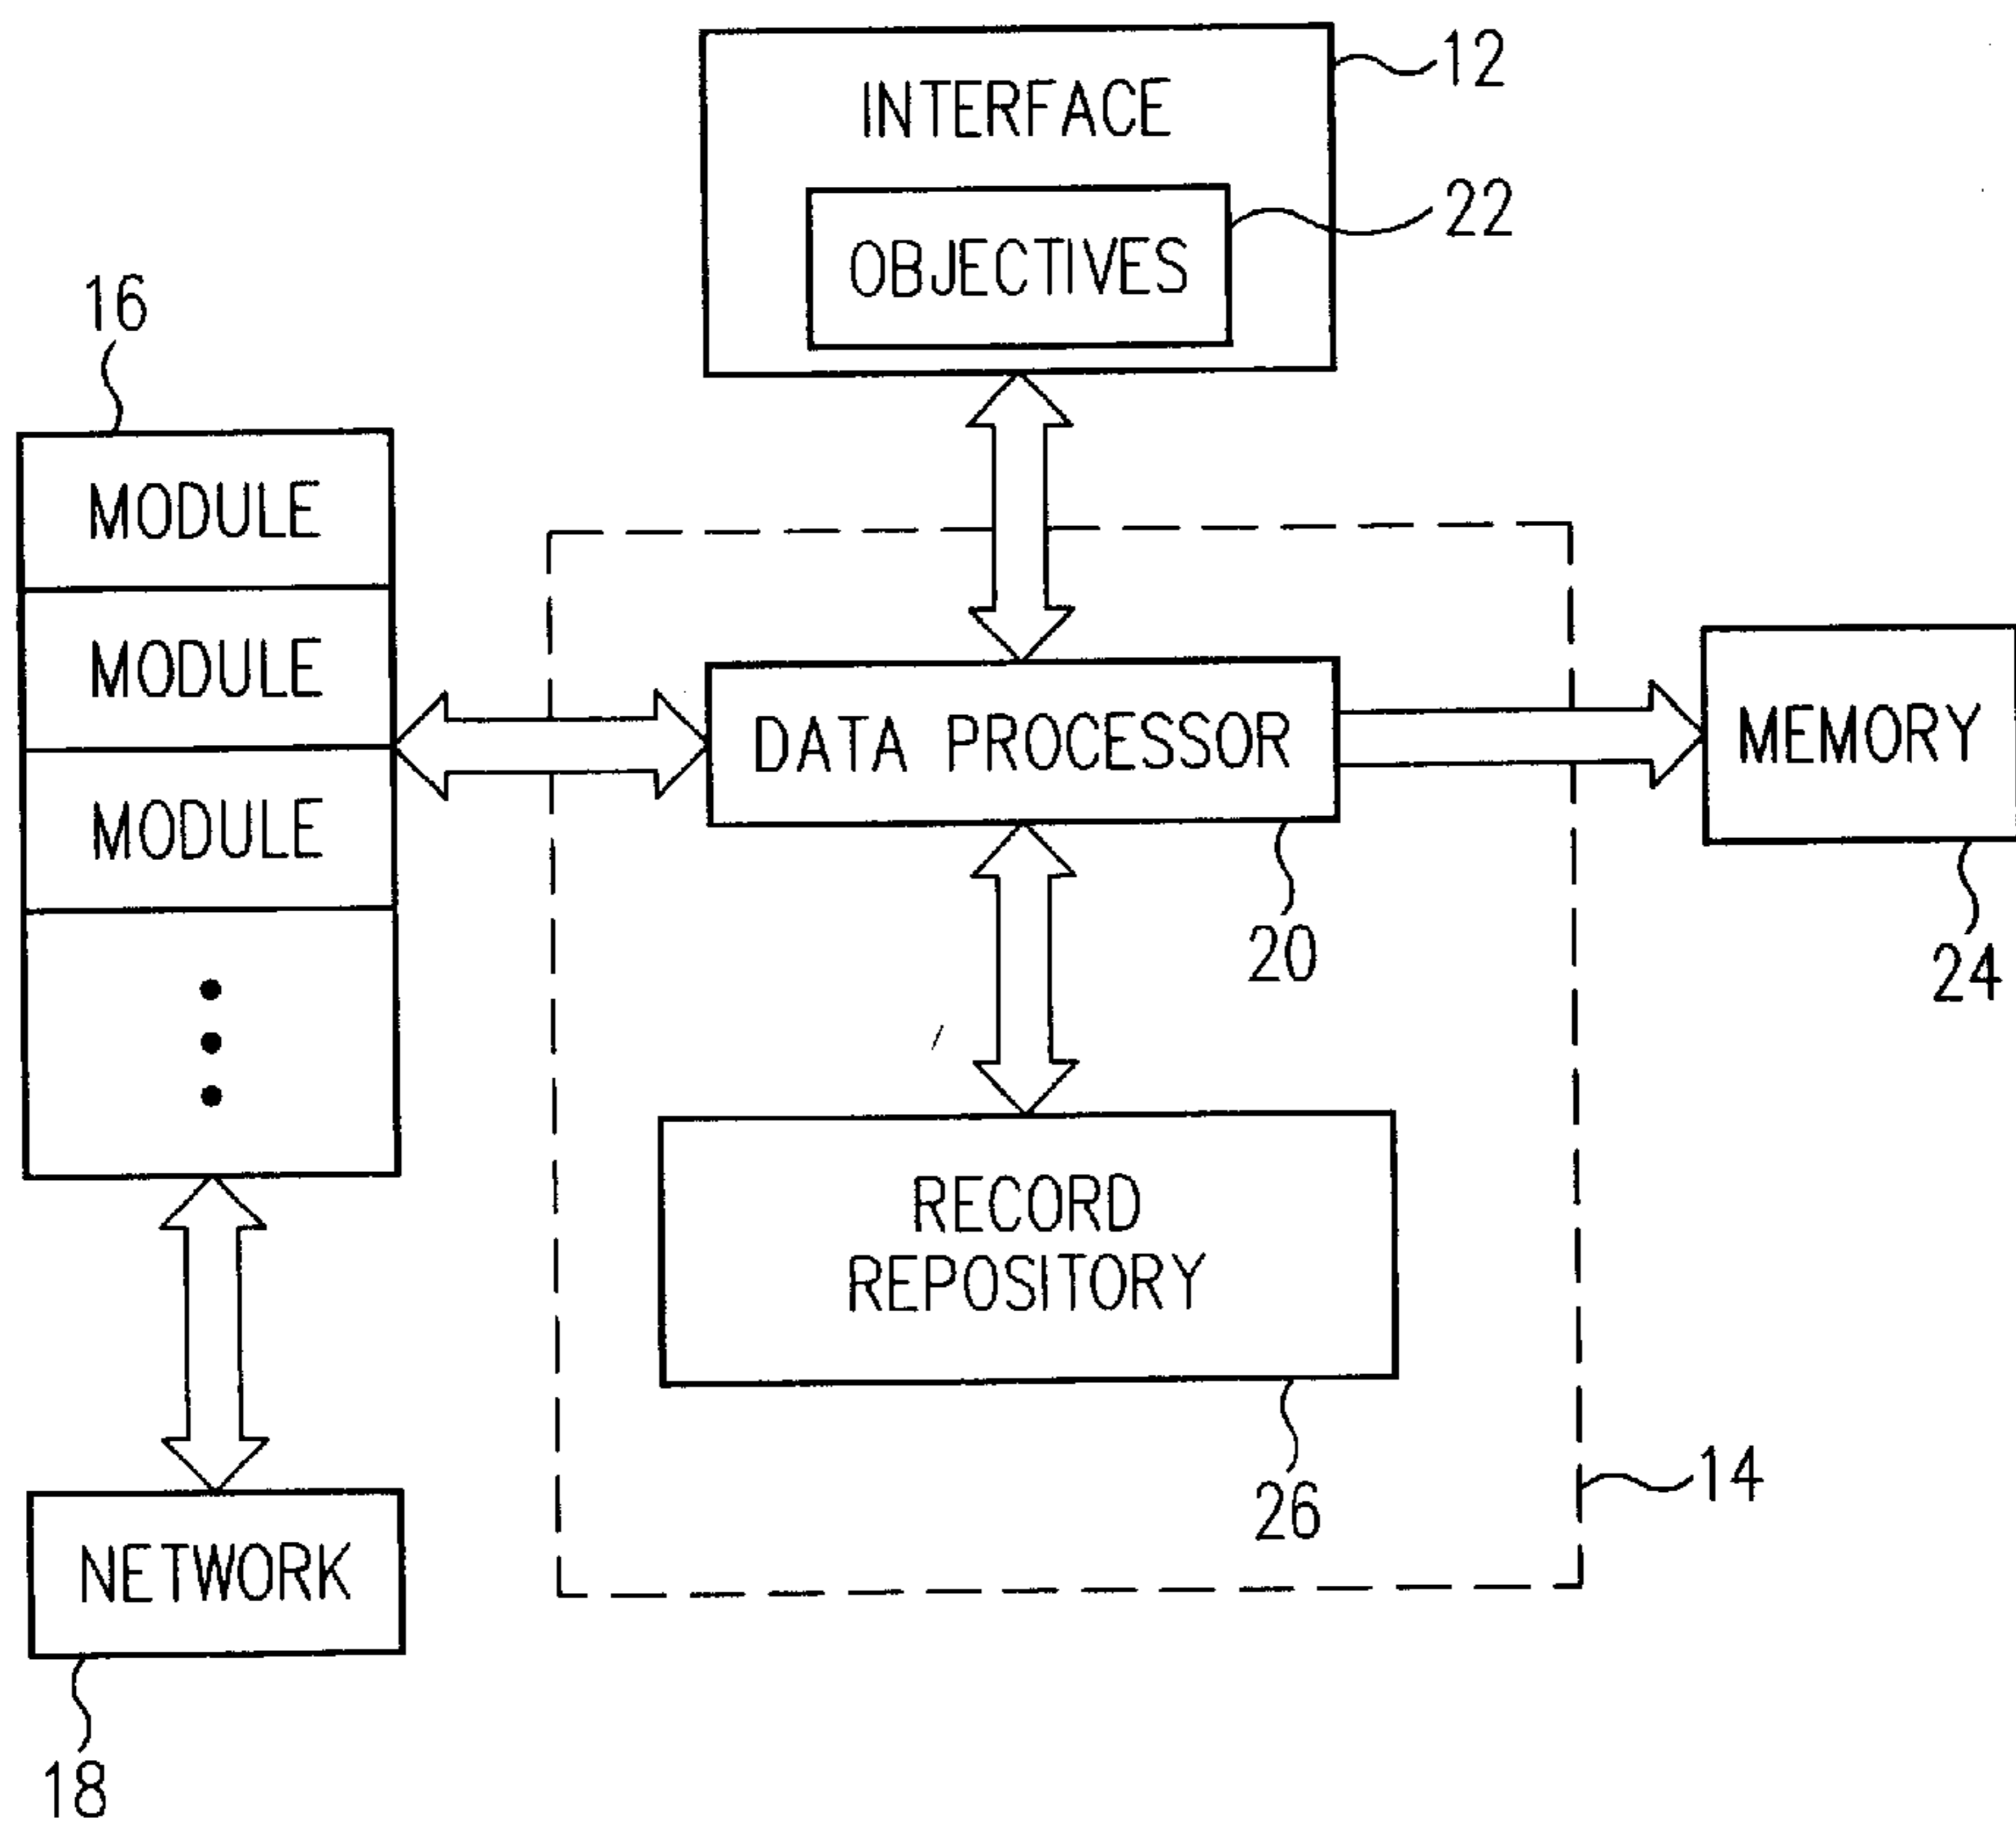 INTERFACE
12
OBJECTIVES
22
16
MODULE
MODULE
MODULE
DATA PROCESSOR
20
MEMORY
24
RECORD
REPOSITORY
26
14
NETWORK
18